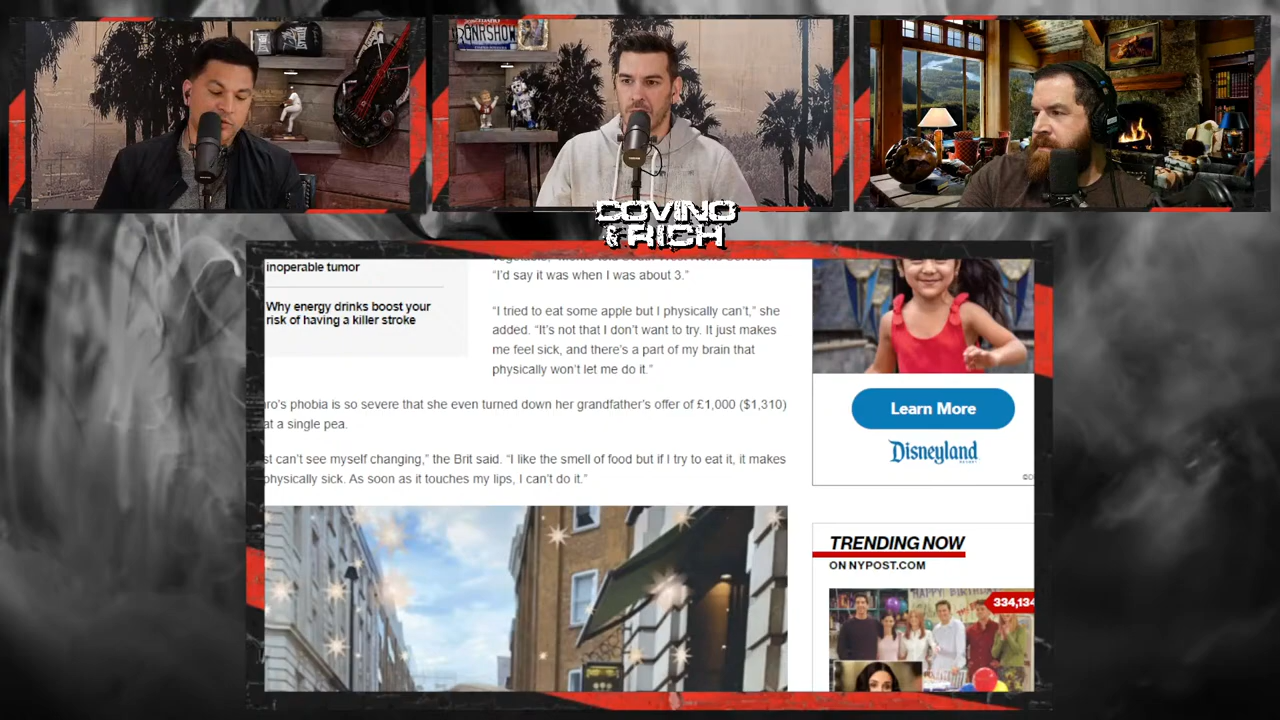 CNRSHOW
COVINO
& RICH
inoperable tumor
Why energy drinks boost your
risk of having a killer stroke
“I’d say it was when I was about 3.”
“I tried to eat some apple but I physically can’t,” she
added. “It’s not that I don’t want to try. It just makes
me feel sick, and there’s a part of my brain that
physically won’t let me do it.”
ro’s phobia is so severe that she even turned down her grandfather’s offer of £1,000 ($1,310)
at a single pea.
st can’t see myself changing,” the Brit said. “I like the smell of food but if I try to eat it, it makes
physically sick. As soon as it touches my lips, I can’t do it.”
Learn More
Disneyland
RESORT
TRENDING NOW
ON NYPOST.COM
334,134
HAPPY BIRTHD